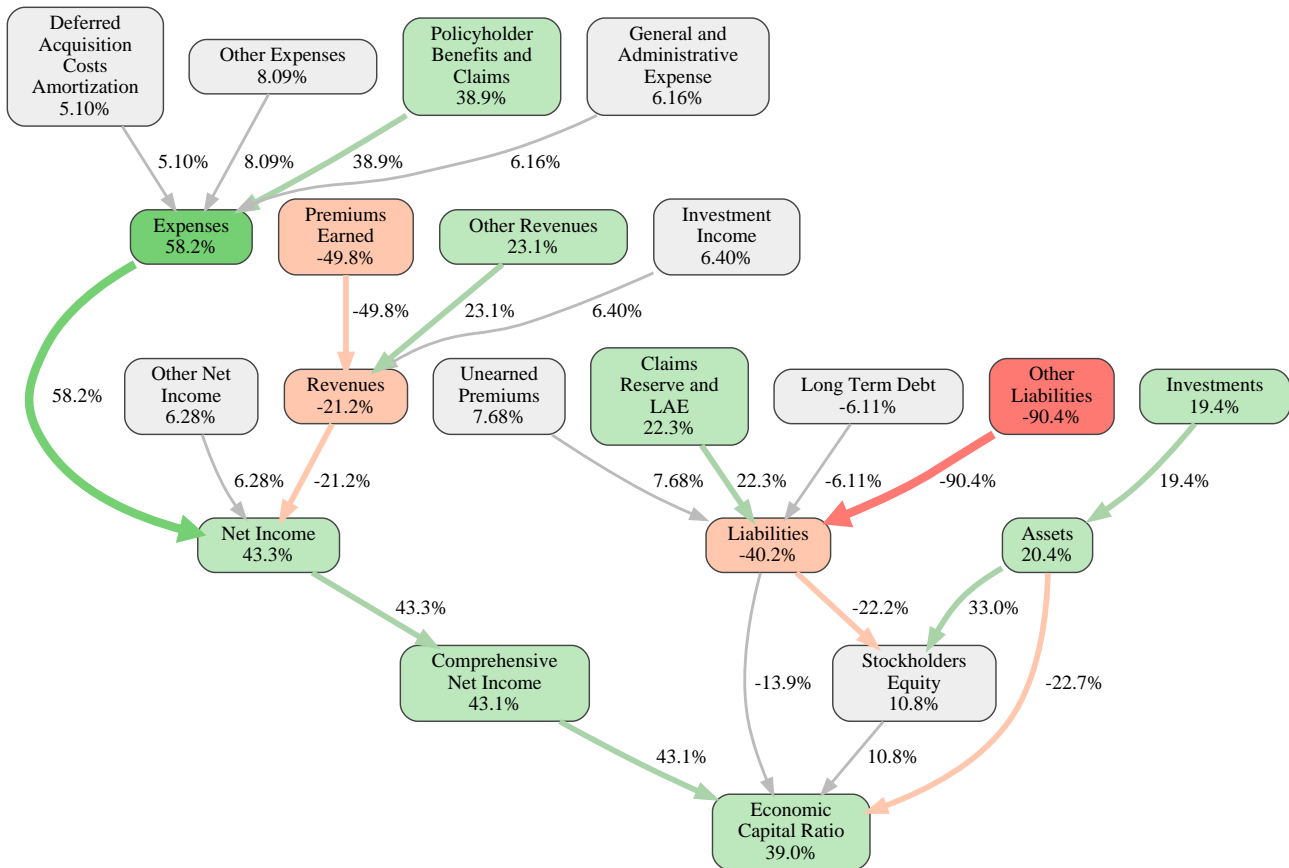 Deferred
Acquisition
Costs
Amortization
5.10%
Other Expenses
8.09%
Policyholder
Benefits and
Claims
38.9%
General and
Administrative
Expense
6.16%
5.10%
8.09%
38.9%
6.16%
Expenses
58.2%
Premiums
Earned
-49.8%
Other Revenues
23.1%
Investment
Income
6.40%
-49.8%
23.1%
6.40%
58.2%
Other Net
Income
6.28%
Revenues
-21.2%
Unearned
Premiums
7.68%
Claims
Reserve and
LAE
22.3%
Long Term Debt
-6.11%
Other
Liabilities
-90.4%
Investments
19.4%
6.28%
-21.2%
7.68%
22.3%
-6.11%
-90.4%
19.4%
Net Income
43.3%
Liabilities
-40.2%
Assets
20.4%
43.3%
-22.2%
33.0%
Comprehensive
Net Income
43.1%
-13.9%
Stockholders
Equity
10.8%
-22.7%
43.1%
10.8%
Economic
Capital Ratio
39.0%